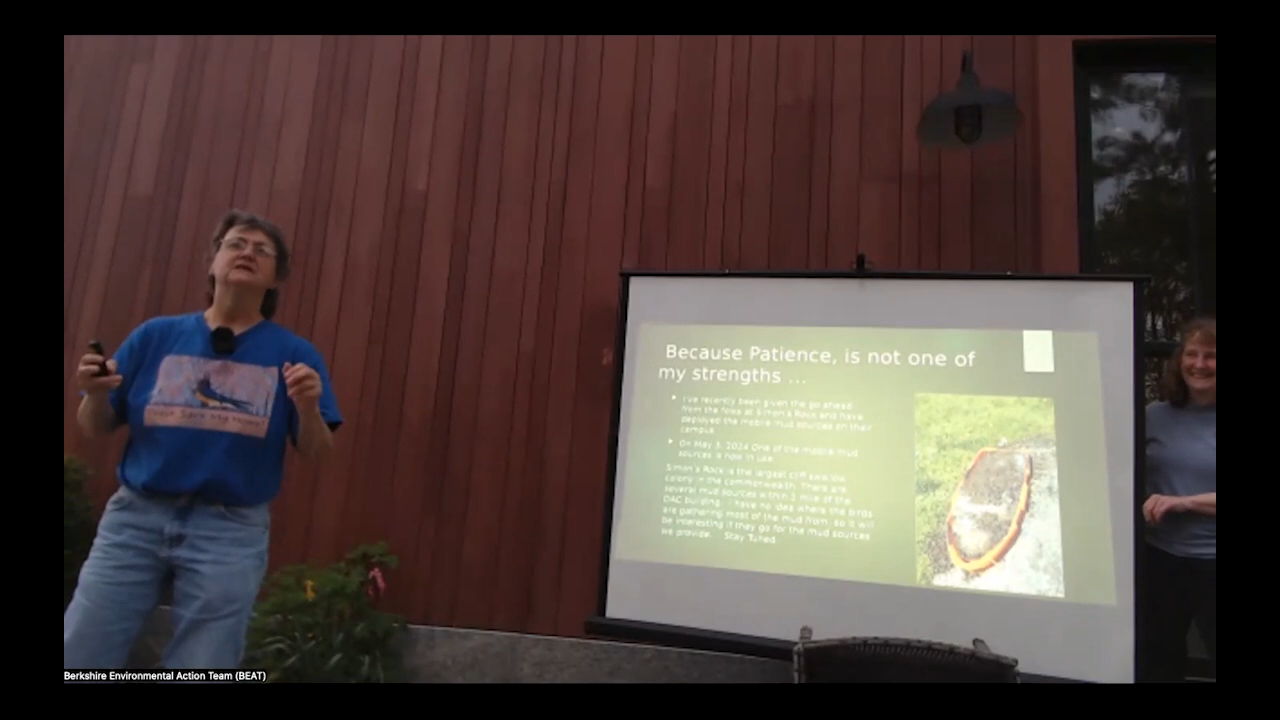 Because Patience, is not one of
my strengths ...
I've recently been given the go ahead
from the folks at Simon's Rock and have
deployed the mobile mud sources on their
campus.
On May 3, 2024 One of the mobile mud
sources is now in use.
Simon's Rock is the largest cliff swallow
colony in the commonwealth. There are
several mud sources within 1 mile of the
DAC building. I have no idea where the birds
are gathering most of the mud from, so it will
be interesting if they go for the mud sources
we provide. Stay Tuned.
Berkshire Environmental Action Team (BEAT)